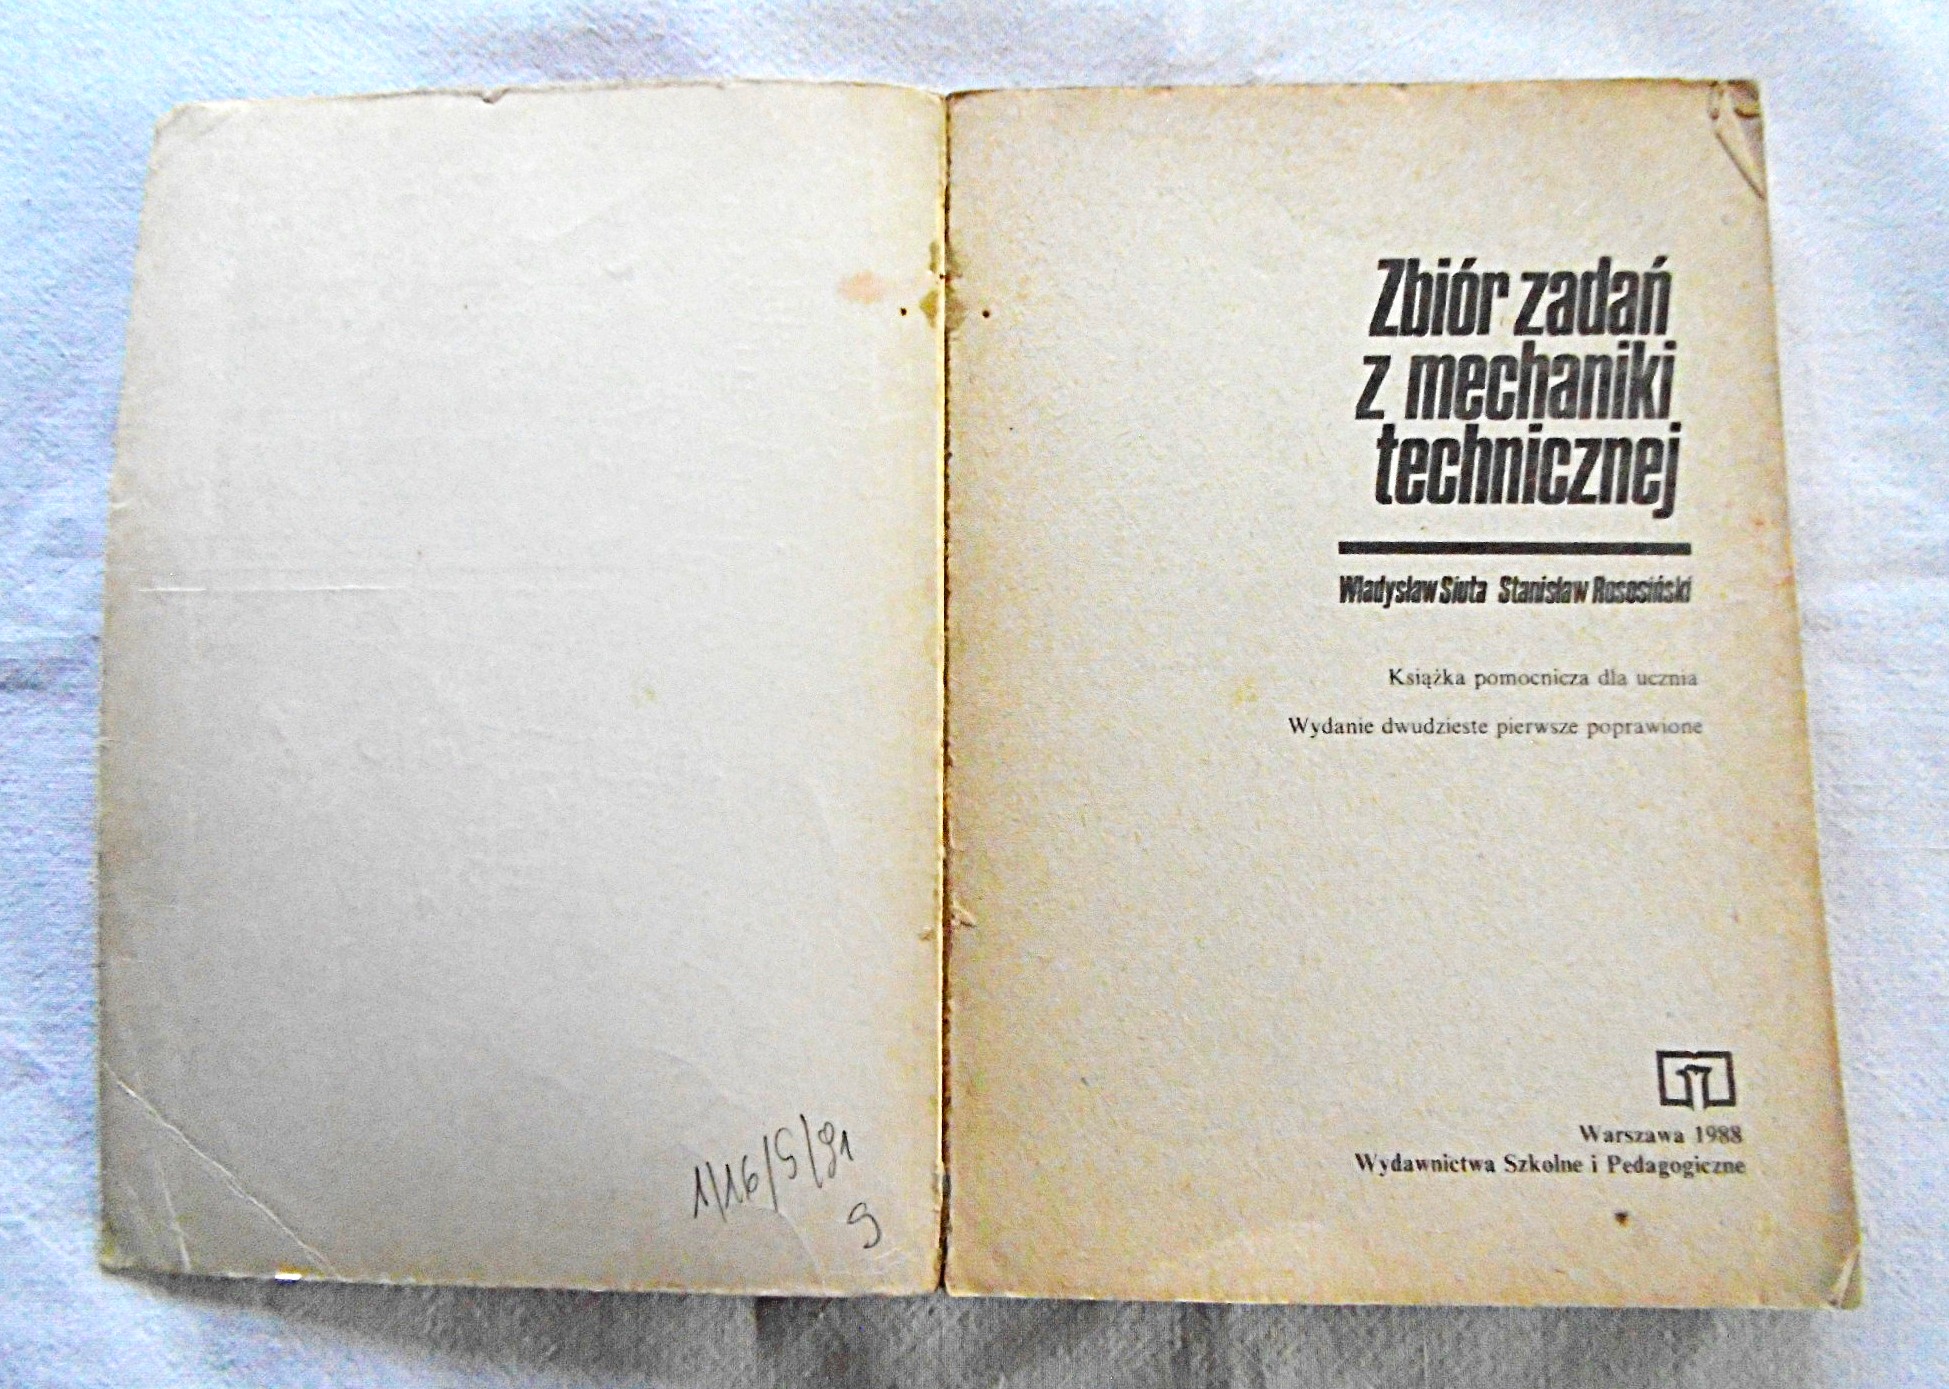 1/16/5/91
9
Zbiór zadań
z mechaniki
technicznej
Władysław Siuta Stanisław Rososiński
Książka pomocnicza dla ucznia
Wydanie dwudzieste pierwsze poprawione
Warszawa 1988
Wydawnictwa Szkolne i Pedagogiczne